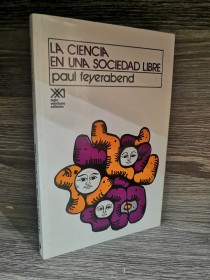 LA CIENCIA
EN UNA SOCIEDAD LIBRE
paul feyerabend
siglo
veintiuno
editores